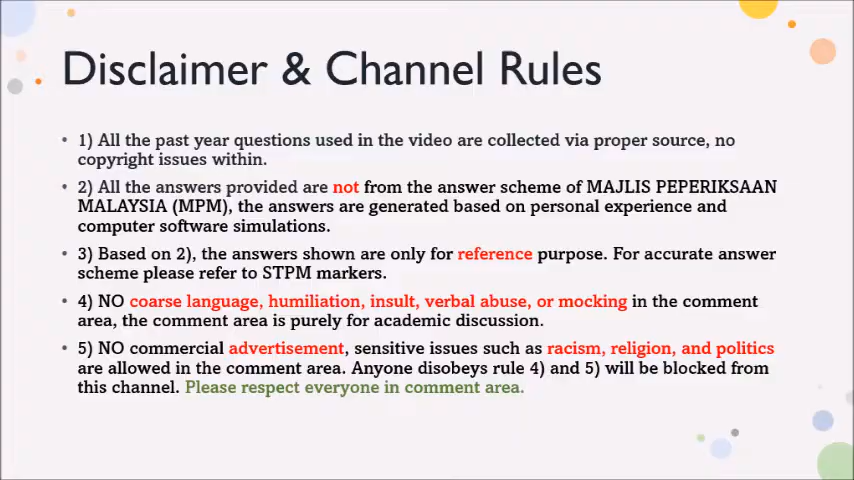 Disclaimer & Channel Rules
• 1) All the past year questions used in the video are collected via proper source, no
copyright issues within.
• 2) All the answers provided are not from the answer scheme of MAJLIS PEPERIKSAAN
MALAYSIA (MPM), the answers are generated based on personal experience and
computer software simulations.
• 3) Based on 2), the answers shown are only for reference purpose. For accurate answer
scheme please refer to STPM markers.
• 4) NO coarse language, humiliation, insult, verbal abuse, or mocking in the comment
area, the comment area is purely for academic discussion.
• 5) NO commercial advertisement, sensitive issues such as racism, religion, and politics
are allowed in the comment area. Anyone disobeys rule 4) and 5) will be blocked from
this channel. Please respect everyone in comment area.